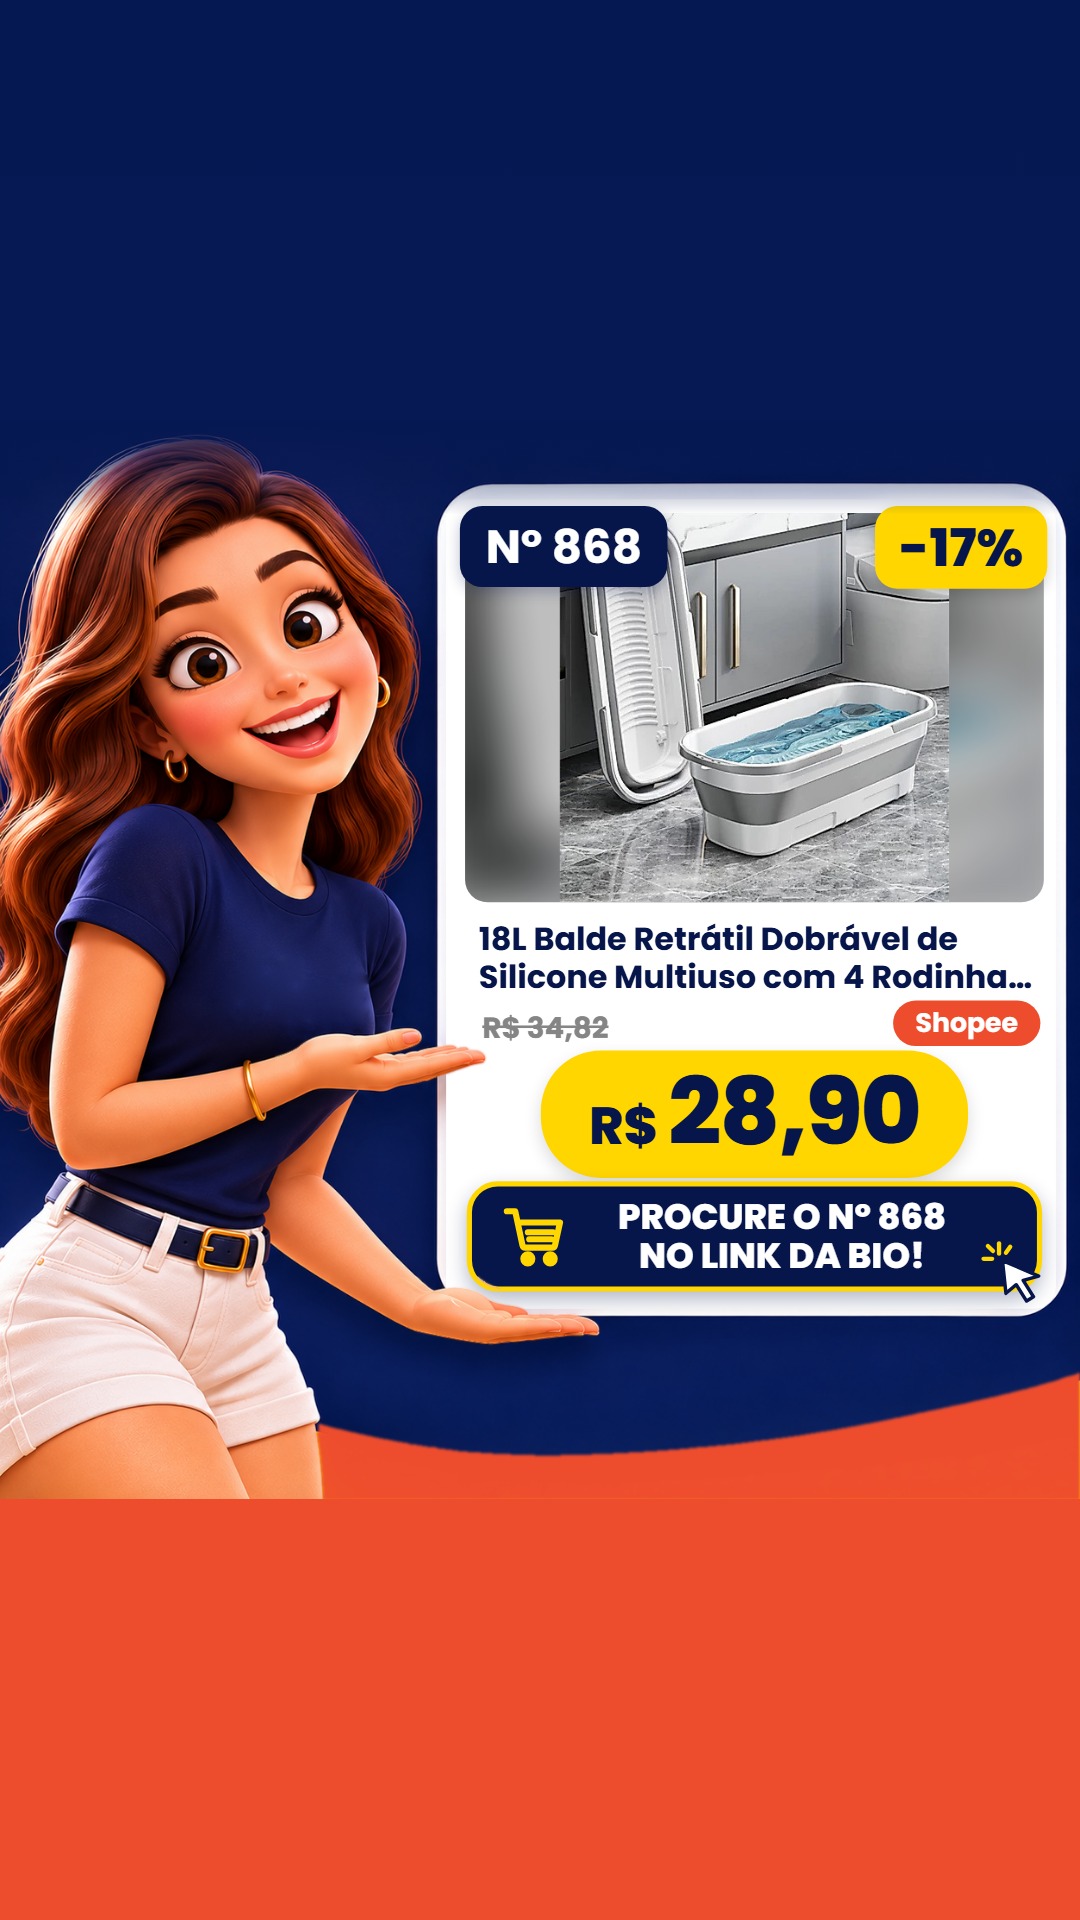 Nº 868
-17%
18L Balde Retrátil Dobrável de
Silicone Multiuso com 4 Rodinha...
R$ 34,82
Shopee
R$ 28,90
PROCURE O Nº 868
NO LINK DA BIO!